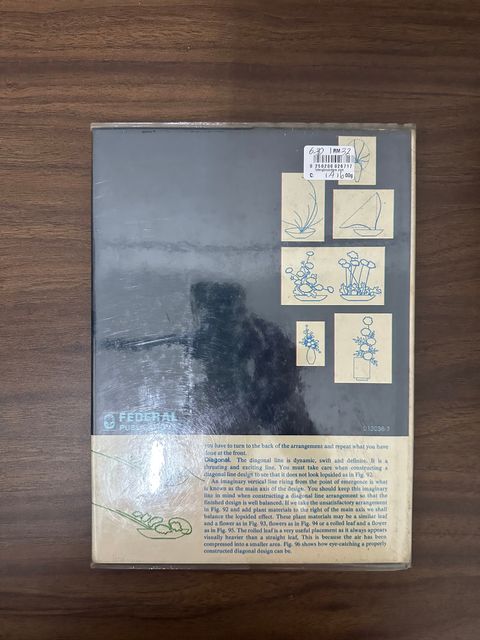 RM
9 250200 026717
C
FEDERAL
PUBLICATIONS
you have to turn to the back of the arrangement and repeat what you have
done at the front.
Diagonal. The diagonal line is dynamic, swift and definite. It is a
thrusting and exciting line. You must take care when constructing a
diagonal line design to see that it does not look lopsided as in Fig. 92.
An imaginary vertical line rising from the point of emergence is what
is known as the main axis of the design. You should keep this imaginary
line in mind when constructing a diagonal line arrangement so that the
finished design is well balanced. If we take the unsatisfactory arrangement
in Fig. 92 and add plant materials to the right of the main axis we shall
balance the lopsided effect. These plant materials may be a similar leaf
and a flower as in Fig. 93, flowers as in Fig. 94 or a rolled leaf and a flower
as in Fig. 95. The rolled leaf is a very useful placement as it always appears
visually heavier than a straight leaf, This is because the air has been
compressed into a smaller area. Fig. 96 shows how eye-catching a properly
constructed diagonal design can be.